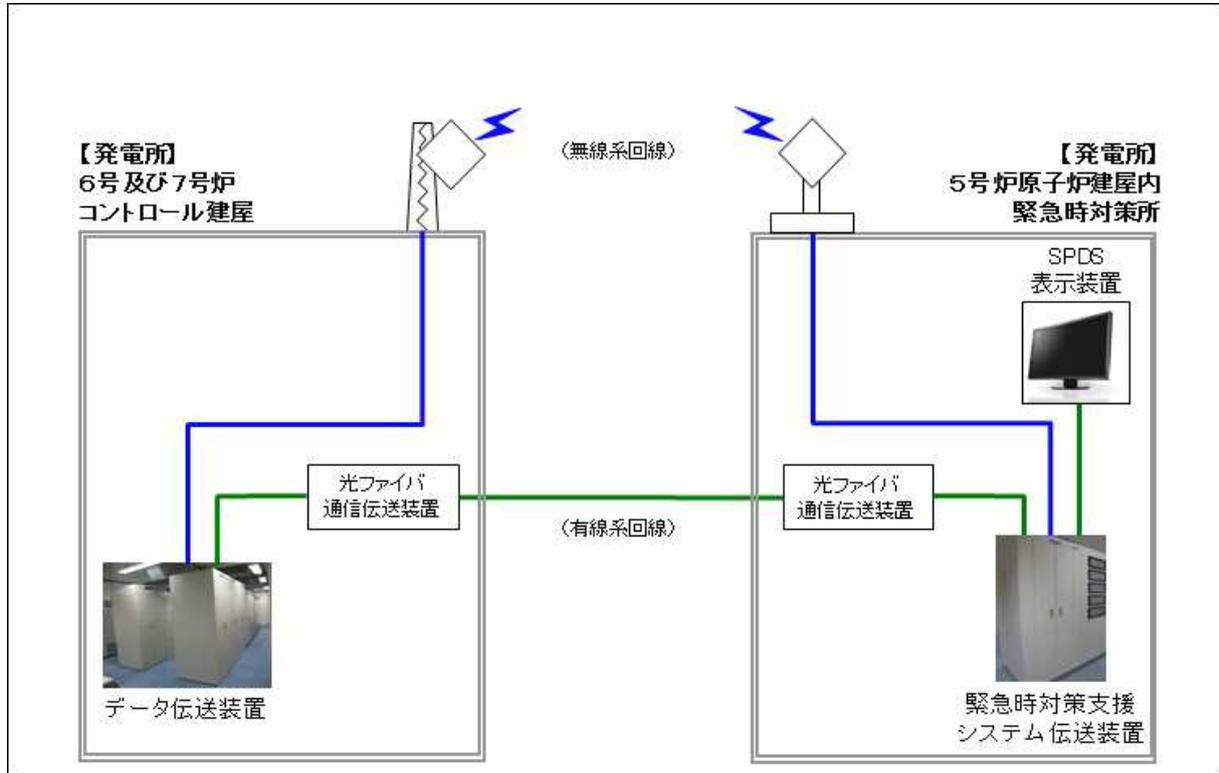 （無線系回線）
【発電所】
６号及び７号炉
コントロール建屋
【発電所】
５号炉原子炉建屋内
緊急時対策所
SPDS
表示装置
光ファイバ
通信伝送装置
光ファイバ
通信伝送装置
（有線系回線）
データ伝送装置
緊急時対策支援
システム伝送装置